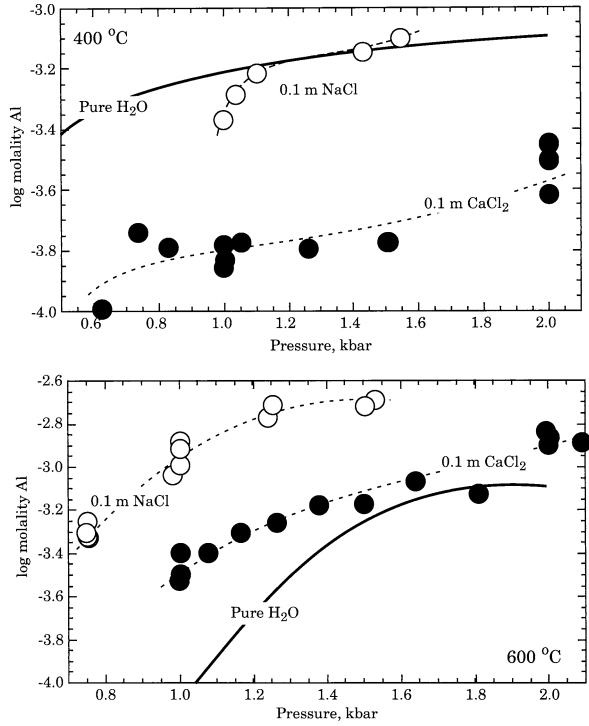 -3.0
400 °C
-3.2
0.1 m NaCl
Pure H2O
-3.4
log molality Al
-3.6
0.1 m CaCl2
-3.8
-4.0
0.6 0.8 1.0 1.2 1.4 1.6 1.8 2.0
Pressure, kbar
-2.6
-2.8
-3.0
0.1 m CaCl2
0.1 m NaCl
-3.2
log molality Al
-3.4
-3.6
Pure H2O
-3.8
600 °C
-4.0
0.8 1.0 1.2 1.4 1.6 1.8 2.0
Pressure, kbar